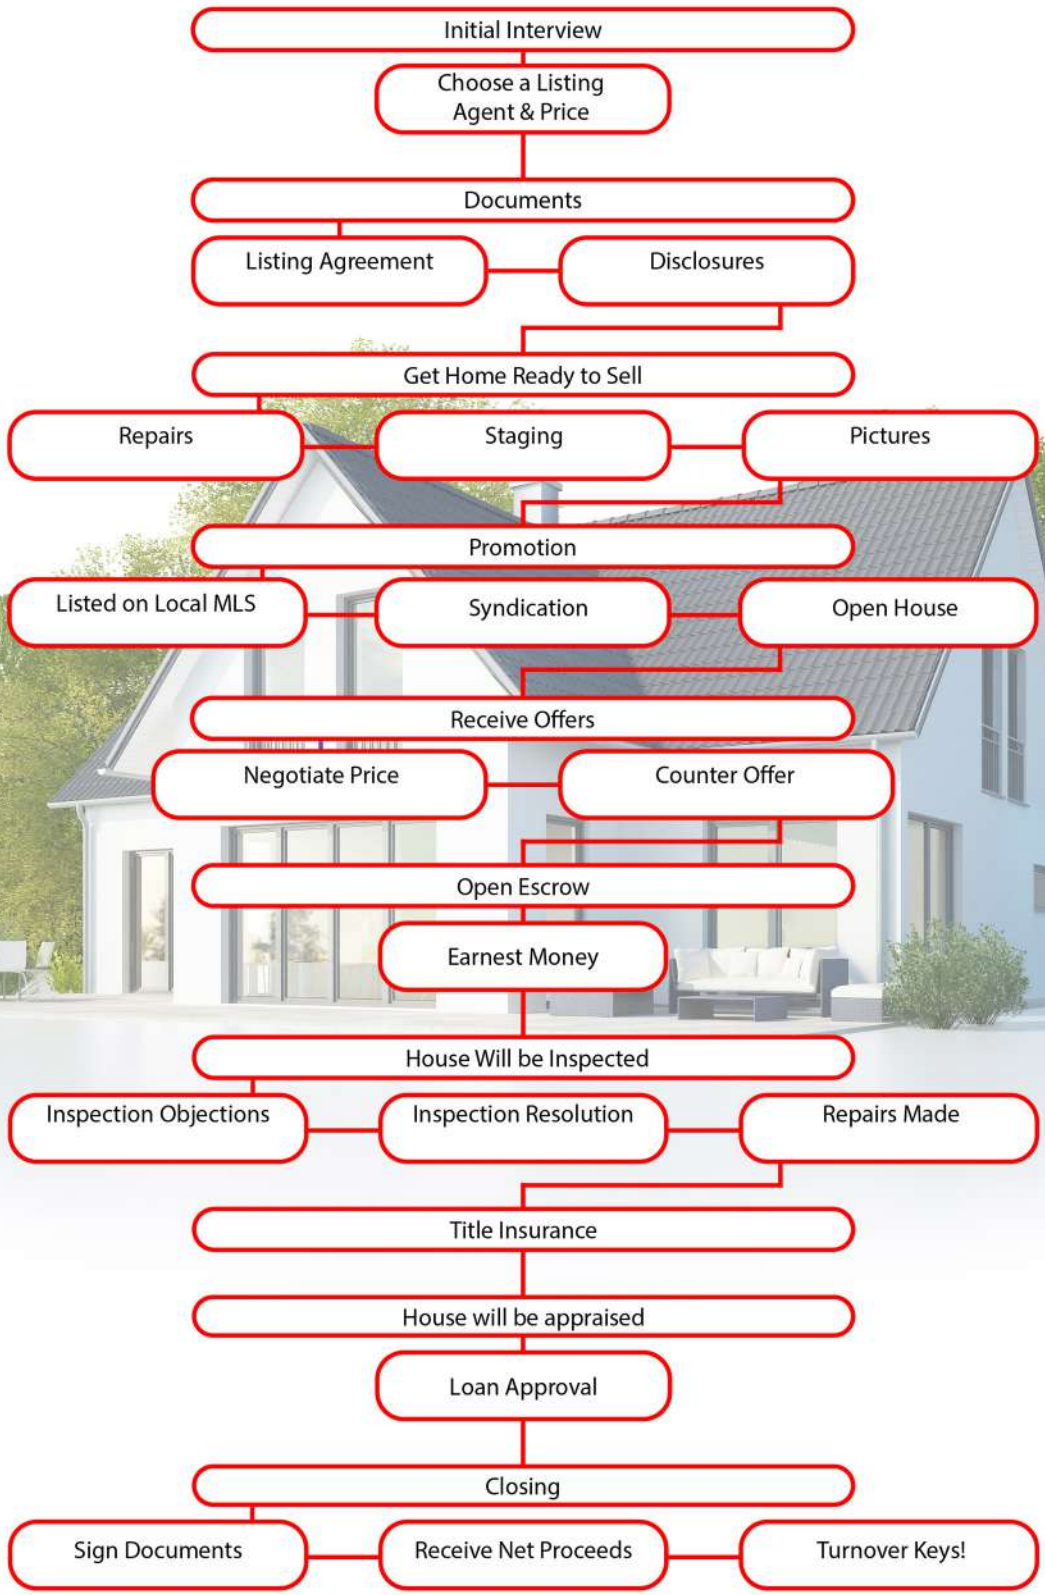 Initial Interview
Choose a Listing
Agent & Price
Documents
Listing Agreement
Disclosures
Get Home Ready to Sell
Repairs
Staging
Pictures
Promotion
Listed on Local MLS
Syndication
Open House
Receive Offers
Negotiate Price
Counter Offer
Open Escrow
Earnest Money
House Will be Inspected
Inspection Objections
Inspection Resolution
Repairs Made
Title Insurance
House will be appraised
Loan Approval
Closing
Sign Documents
Receive Net Proceeds
Turnover Keys!